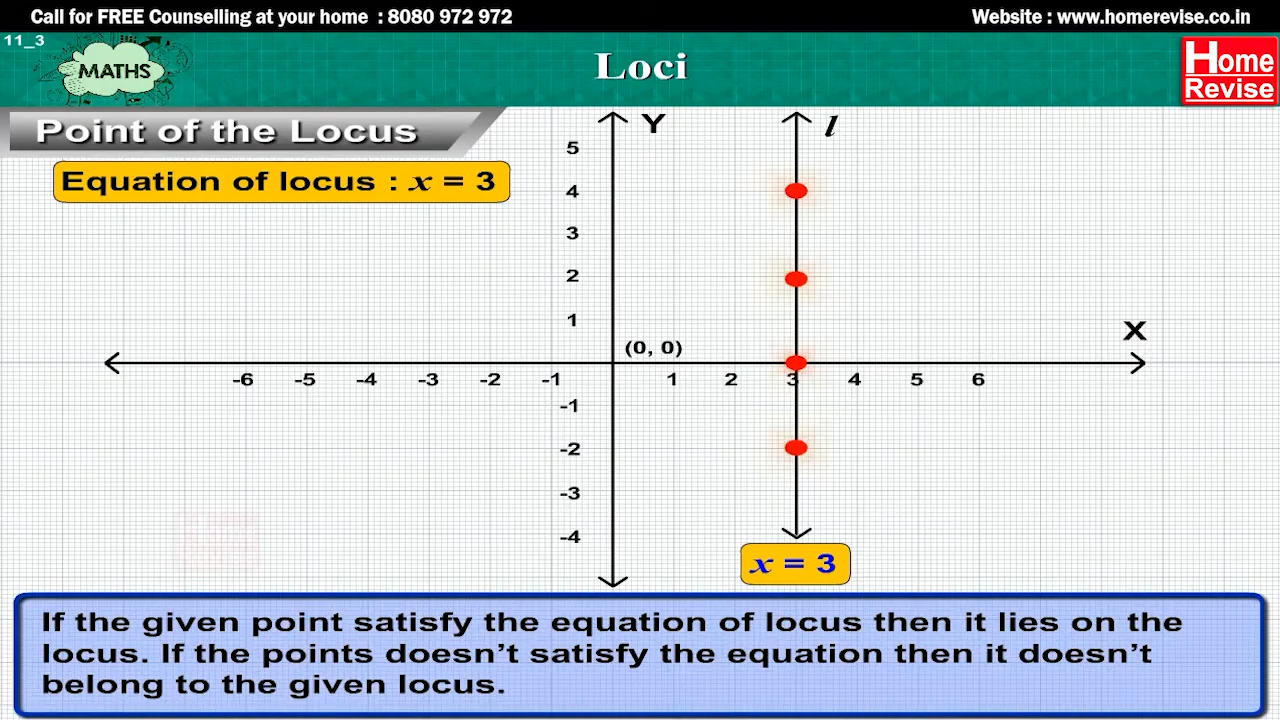 Call for FREE Counselling at your home : 8080 972 972
Website : www.homerevise.co.in
11_3
MATHS
Loci
Home
Revise
Point of the Locus
Equation of locus : x = 3
Y
l
5
4
3
2
1
(0, 0)
X
-6 -5 -4 -3 -2 -1 1 2 3 4 5 6
-1
-2
-3
-4
x = 3
If the given point satisfy the equation of locus then it lies on the
locus. If the points doesn't satisfy the equation then it doesn't
belong to the given locus.